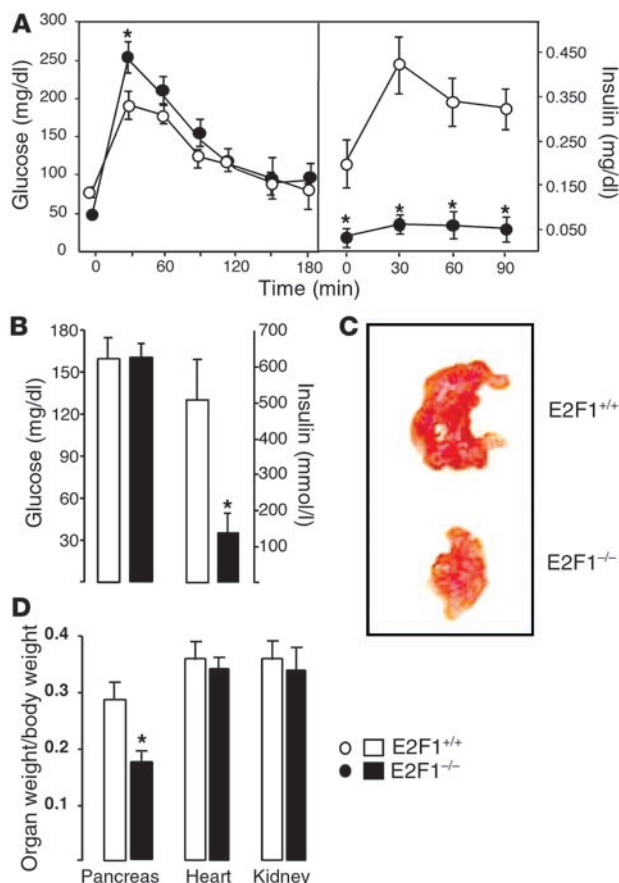 A
Glucose (mg/dl)
300
250
200
150
100
50
0
*
0
60
120
180
* * * *
0
30
60
90
0.450
0.350
0.150
0.050
Insulin (mg/dl)
Time (min)
B
Glucose (mg/dl)
180
150
120
90
60
30
*
700
600
500
400
300
200
100
Insulin (mmol/l)
C
E2F1+/+
E2F1–/–
D
Organ weight/body weight
0.4
0.3
0.2
0.1
*
Pancreas Heart Kidney
E2F1+/+
E2F1–/–